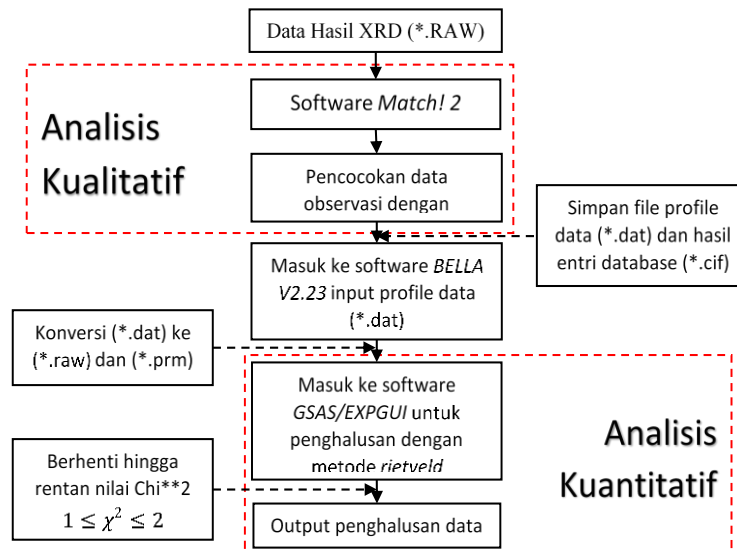 Data Hasil XRD (*.RAW)
Analisis
Kualitatif
Software Match! 2
Pencocokan data
observasi dengan
Simpan file profile
data (*.dat) dan hasil
entri database (*.cif)
Masuk ke software BELLA
V2.23 input profile data
(*.dat)
Konversi (*.dat) ke
(*.raw) dan (*.prm)
Masuk ke software
GSAS/EXPGUI untuk
penghalusan dengan
metode rietveld
Analisis
Kuantitatif
Berhenti hingga
rentan nilai Chi**2
1 ≤ χ² ≤ 2
Output penghalusan data